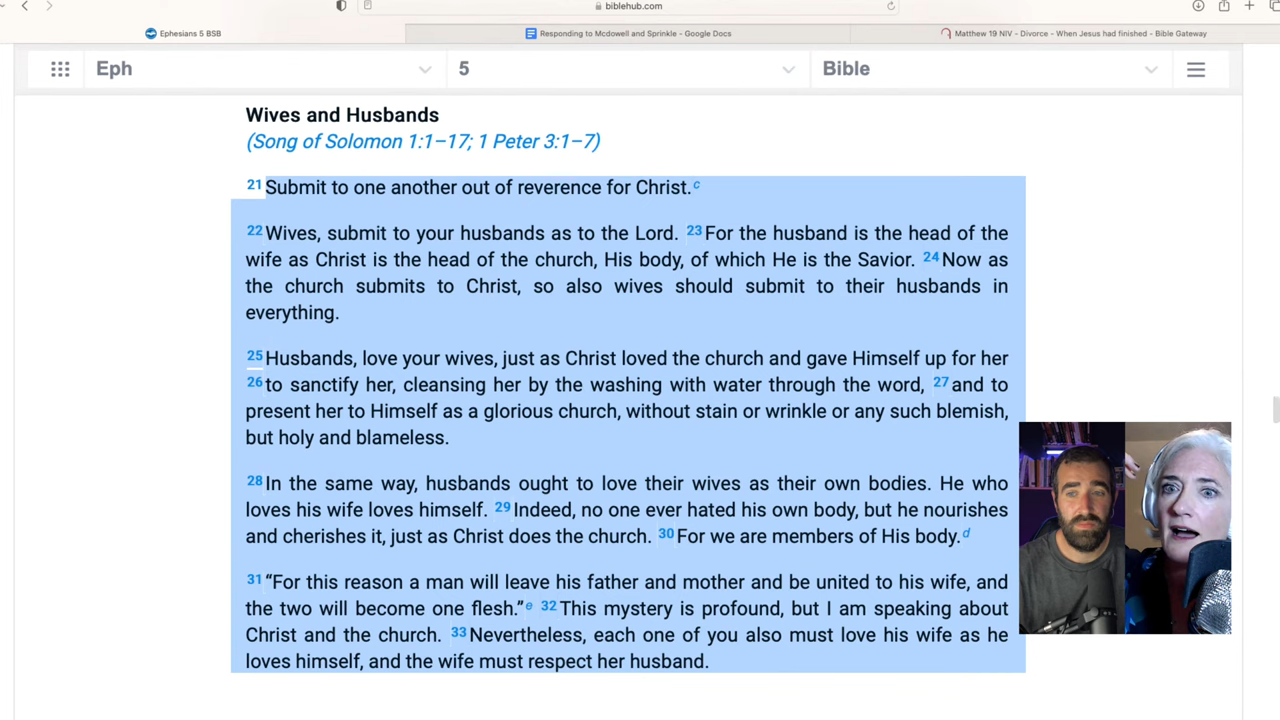 biblehub.com
Ephesians 5 BSB
Responding to Mcdowell and Sprinkle - Google Docs
Matthew 19 NIV - Divorce - When Jesus had finished - Bible Gateway
Eph
5
Bible
Wives and Husbands
(Song of Solomon 1:1–17; 1 Peter 3:1–7)
21 Submit to one another out of reverence for Christ. c
22 Wives, submit to your husbands as to the Lord. 23 For the husband is the head of the
wife as Christ is the head of the church, His body, of which He is the Savior. 24 Now as
the church submits to Christ, so also wives should submit to their husbands in
everything.
25 Husbands, love your wives, just as Christ loved the church and gave Himself up for her
26 to sanctify her, cleansing her by the washing with water through the word, 27 and to
present her to Himself as a glorious church, without stain or wrinkle or any such blemish,
but holy and blameless.
28 In the same way, husbands ought to love their wives as their own bodies. He who
loves his wife loves himself. 29 Indeed, no one ever hated his own body, but he nourishes
and cherishes it, just as Christ does the church. 30 For we are members of His body. d
31 “For this reason a man will leave his father and mother and be united to his wife, and
the two will become one flesh.” e 32 This mystery is profound, but I am speaking about
Christ and the church. 33 Nevertheless, each one of you also must love his wife as he
loves himself, and the wife must respect her husband.